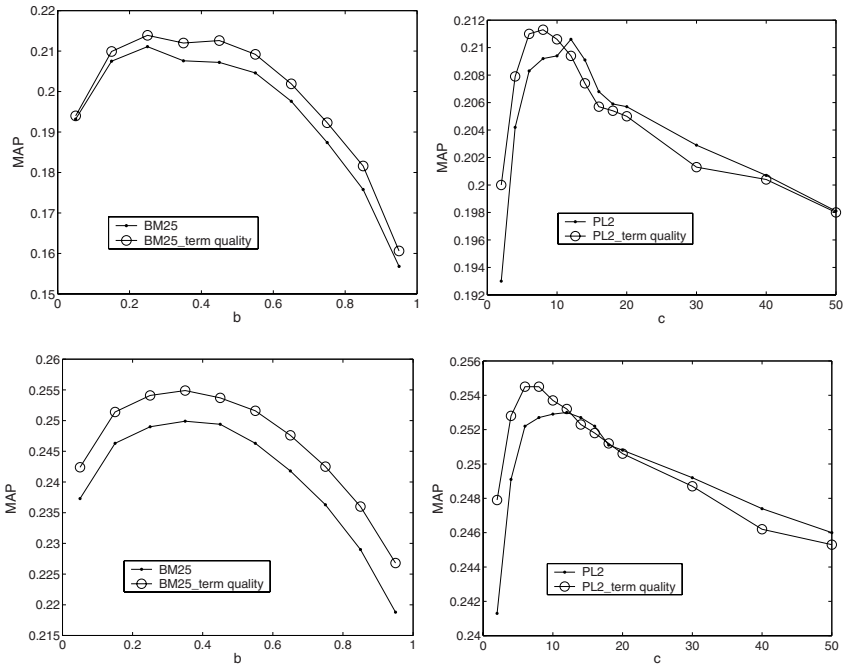 0.22
0.21
0.2
0.19
0.18
0.17
0.16
0.15
MAP
0 0.2 0.4 0.6 0.8 1
b
BM25
BM25_term quality
0.212
0.21
0.208
0.206
0.204
0.202
0.2
0.198
0.196
0.194
0.192
MAP
0 10 20 30 40 50
c
PL2
PL2_term quality
0.26
0.255
0.25
0.245
0.24
0.235
0.23
0.225
0.22
0.215
MAP
0 0.2 0.4 0.6 0.8 1
b
BM25
BM25_term quality
0.256
0.254
0.252
0.25
0.248
0.246
0.244
0.242
0.24
MAP
0 10 20 30 40 50
c
PL2
PL2_term quality